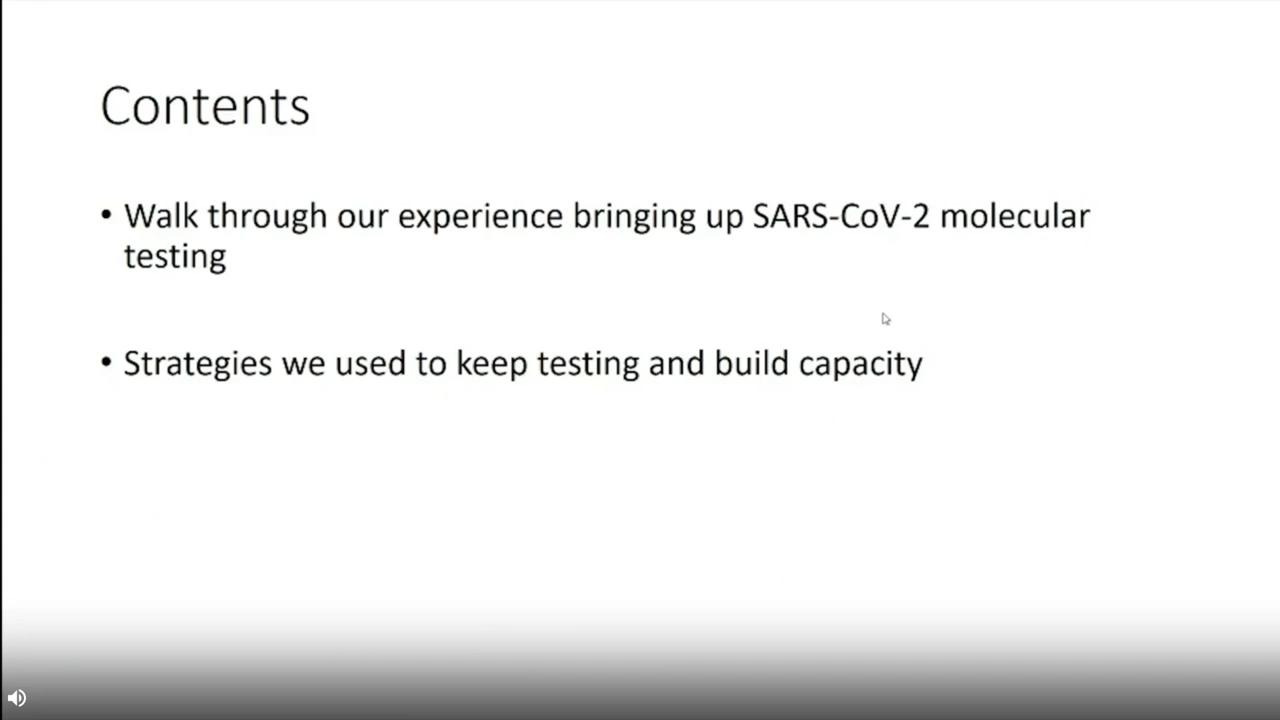 Contents
• Walk through our experience bringing up SARS-CoV-2 molecular
testing
• Strategies we used to keep testing and build capacity